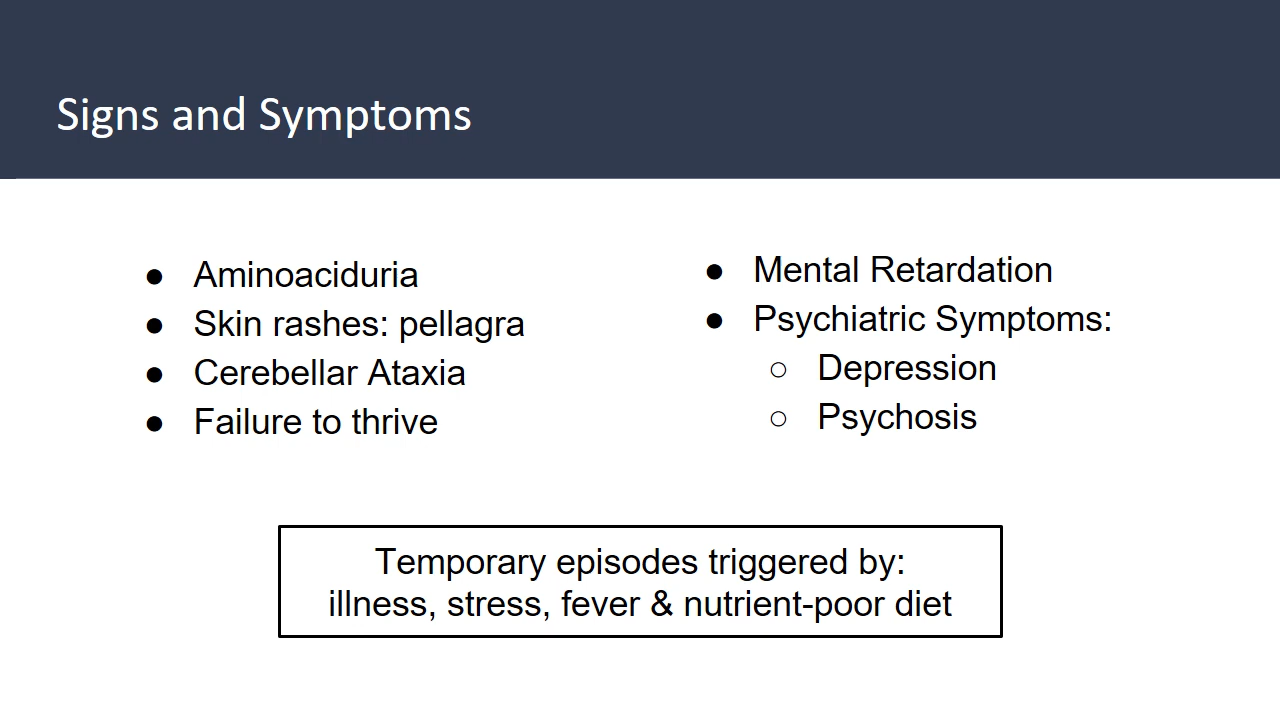 Signs and Symptoms
● Aminoaciduria
● Skin rashes: pellagra
● Cerebellar Ataxia
● Failure to thrive
● Mental Retardation
● Psychiatric Symptoms:
○ Depression
○ Psychosis
Temporary episodes triggered by:
illness, stress, fever & nutrient-poor diet